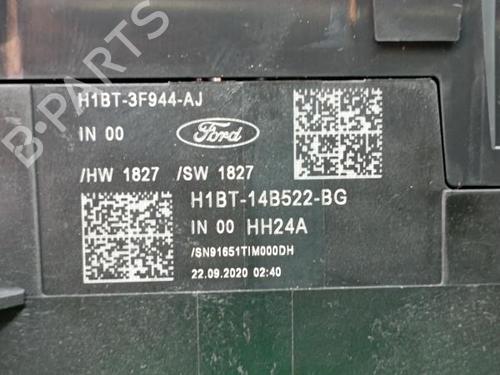 H1BT-3F944-AJ
IN 00
Ford
/HW 1827 /SW 1827
H1BT-14B522-BG
IN 00 HH24A
/SN91651TIM000DH
22.09.2020 02:40
B-PARTS